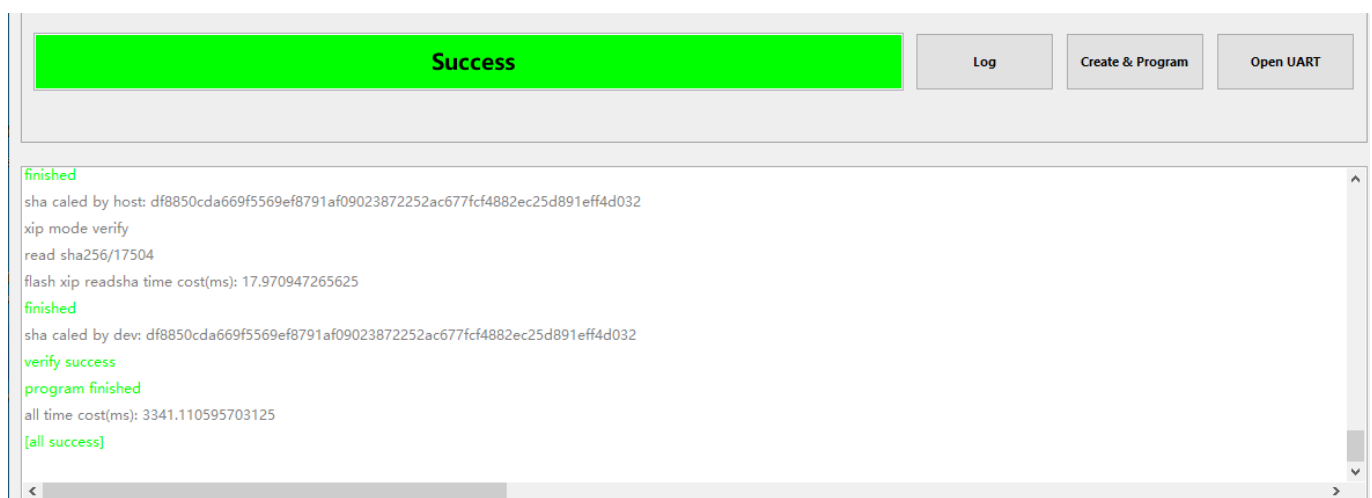 Success
Log
Create & Program
Open UART
finished
sha caled by host: df8850cda669f5569ef8791af09023872252ac677fcf4882ec25d891eff4d032
xip mode verify
read sha256/17504
flash xip readsha time cost(ms): 17.970947265625
finished
sha caled by dev: df8850cda669f5569ef8791af09023872252ac677fcf4882ec25d891eff4d032
verify success
program finished
all time cost(ms): 3341.110595703125
[all success]